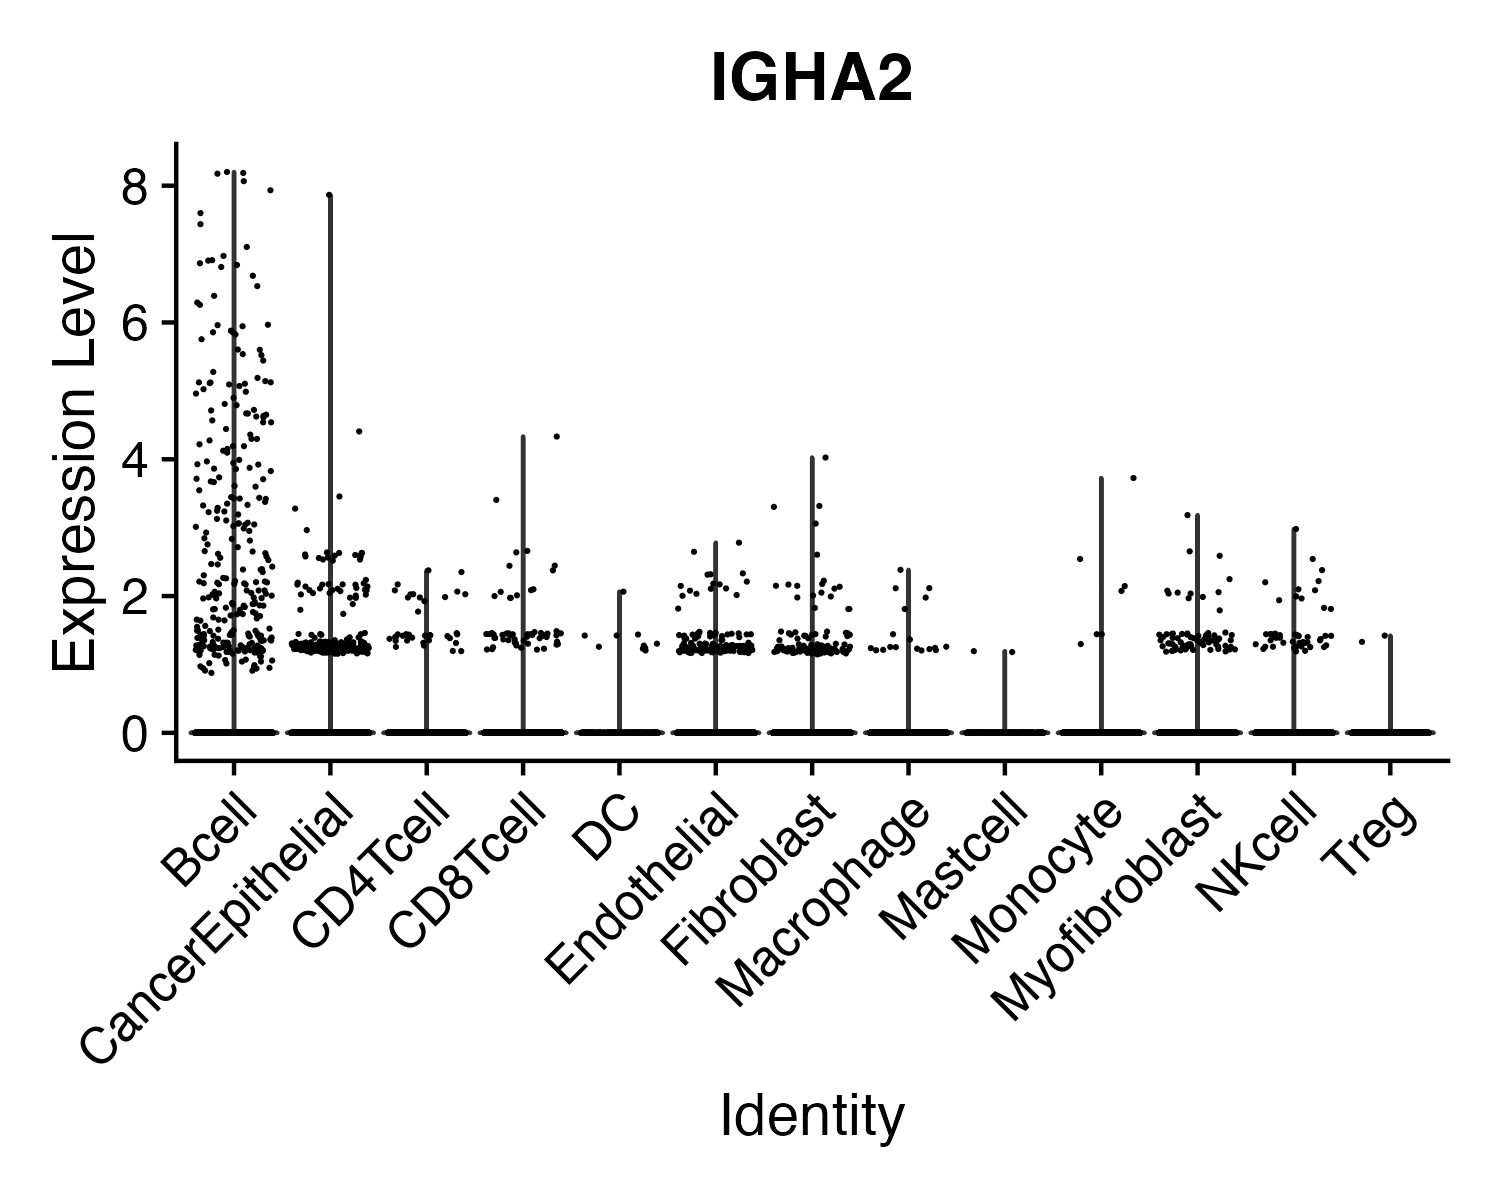 IGHA2
Expression Level
8
6
4
2
0
Bcell
CancerEpithelial
CD4Tcell
CD8Tcell
DC
Endothelial
Fibroblast
Macrophage
Mastcell
Monocyte
Myofibroblast
NKcell
Treg
Identity